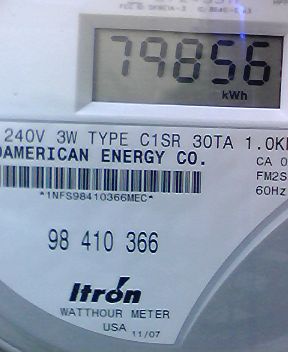 79856
kWh
240V 3W TYPE C1SR 30TA 1.0K
AMERICAN ENERGY CO.
CA 0
FM2S
60Hz
*1NFS98410366MEC*
98 410 366
Itron
WATTHOUR METER
USA 11/07